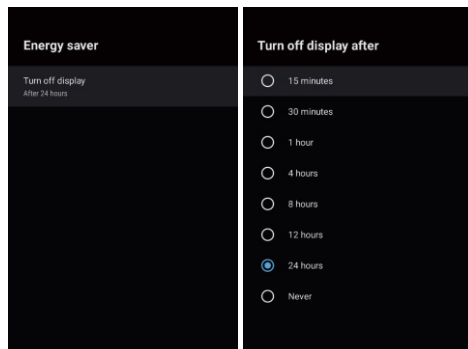 Energy saver
Turn off display
After 24 hours
Turn off display after
15 minutes
30 minutes
1 hour
4 hours
8 hours
12 hours
24 hours
Never